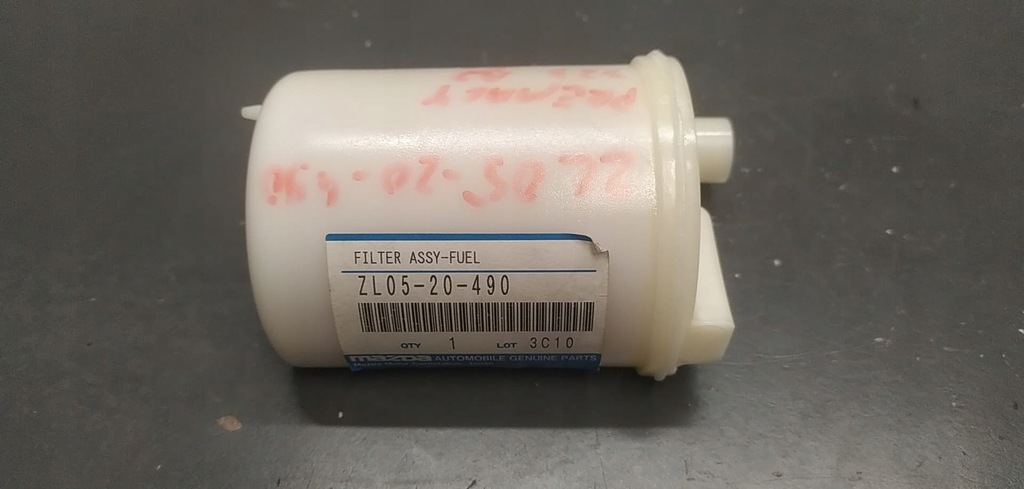 PREMACY
ZL05-20-490
FILTER ASSY-FUEL
ZL05-20-490
QTY 1 LOT 3C10
mazda AUTOMOBILE GENUINE PARTS